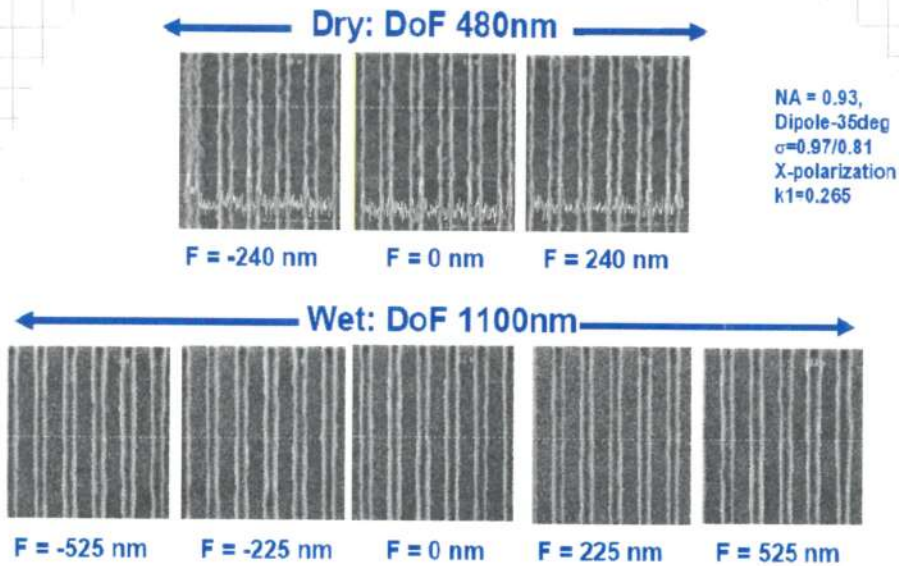 Dry: DoF 480nm
NA = 0.93,
Dipole-35deg
σ=0.97/0.81
X-polarization
k1=0.265
F = -240 nm
F = 0 nm
F = 240 nm
Wet: DoF 1100nm
F = -525 nm
F = -225 nm
F = 0 nm
F = 225 nm
F = 525 nm